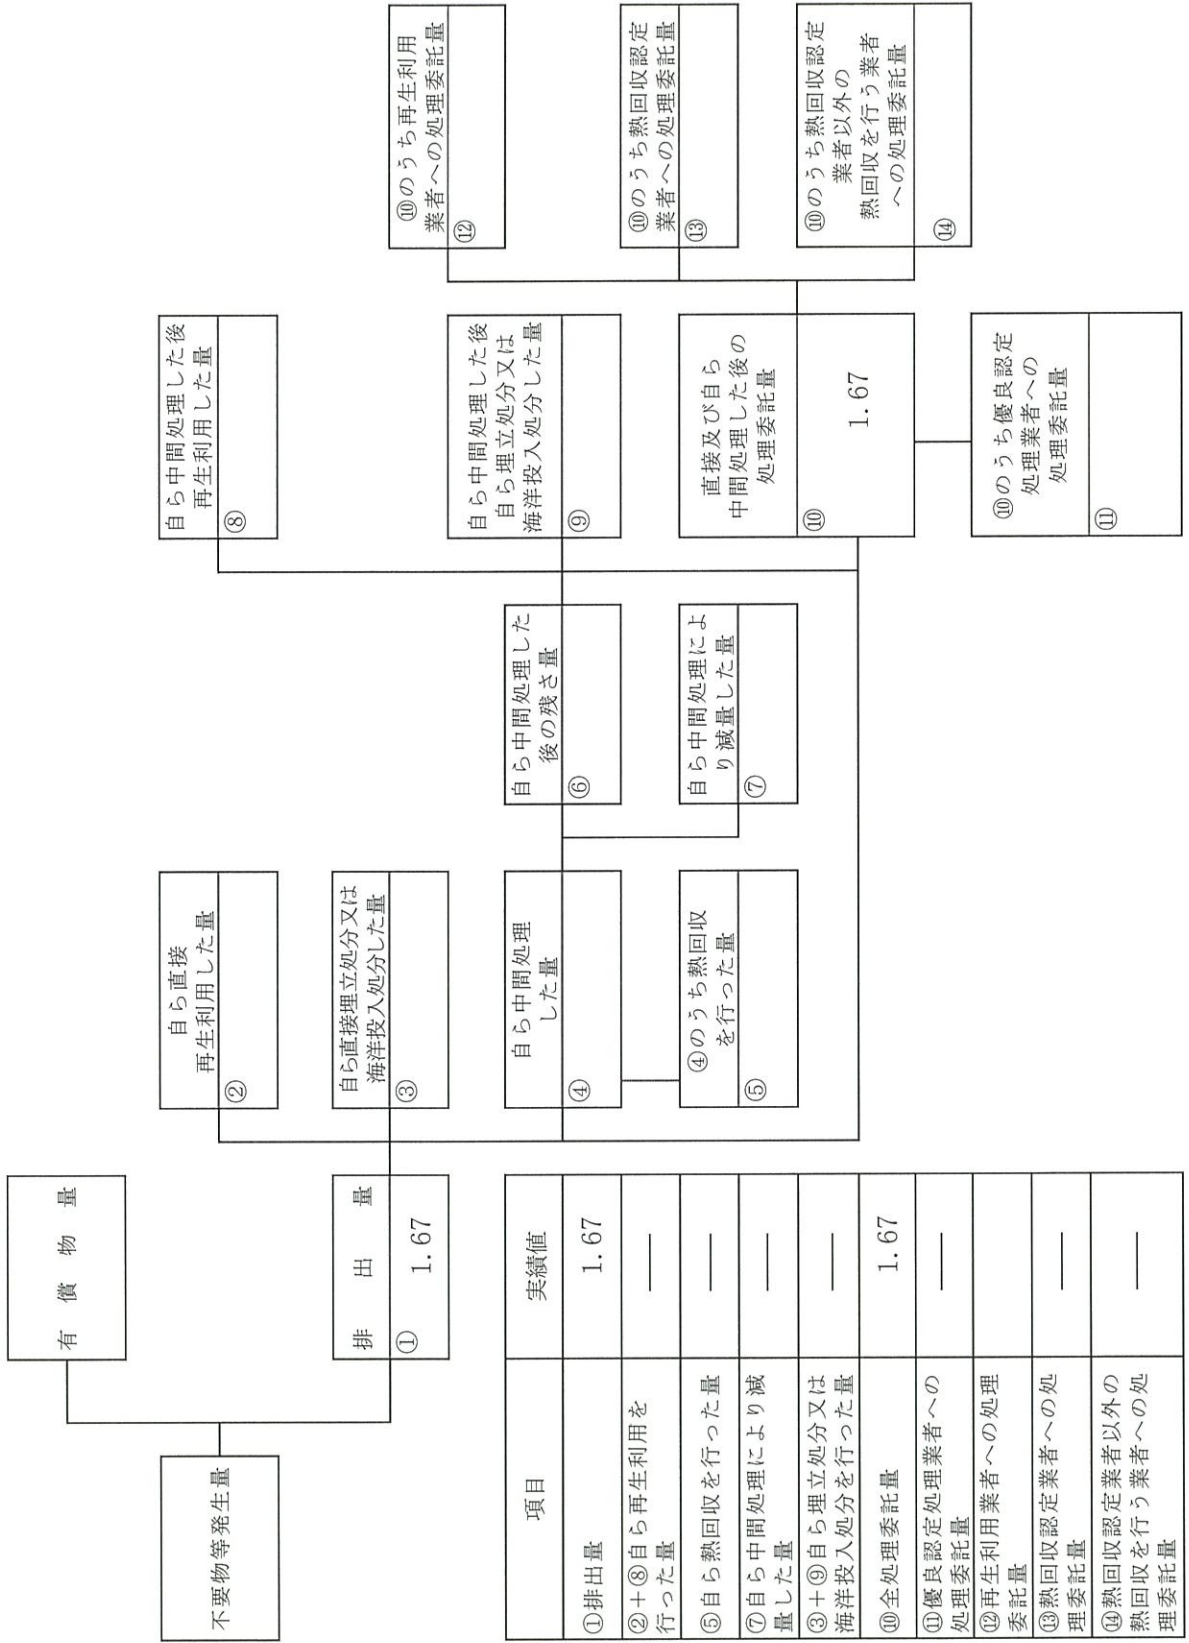 不要物等発生量
有償物量
排出量
① 1.67
自ら直接
再生利用した量
②
自ら直接埋立処分又は
海洋投入処分した量
③
自ら中間処理
した量
④
④のうち熱回収
を行った量
⑤
自ら中間処理した
後の残さ量
⑥
自ら中間処理によ
り減量した量
⑦
自ら中間処理した後
再生利用した量
⑧
自ら中間処理した後
自ら埋立処分又は
海洋投入処分した量
⑨
直接及び自ら
中間処理した後の
処理委託量
⑩ 1.67
⑩のうち優良認定
処理業者への
処理委託量
⑪
⑩のうち再生利用
業者への処理委託量
⑫
⑩のうち熱回収認定
業者への処理委託量
⑬
⑩のうち熱回収認定
業者以外の
熱回収を行う業者
への処理委託量
⑭
項目 実績値
①排出量 1.67
②+⑧自ら再生利用を
行った量 ―
⑤自ら熱回収を行った量 ―
⑦自ら中間処理により減
量した量 ―
③+⑨自ら埋立処分又は
海洋投入処分を行った量 ―
⑩全処理委託量 1.67
⑪優良認定処理業者への
処理委託量 ―
⑫再生利用業者への処理
委託量
⑬熱回収認定業者への処
理委託量 ―
⑭熱回収認定業者以外の
熱回収を行う業者への処
理委託量 ―